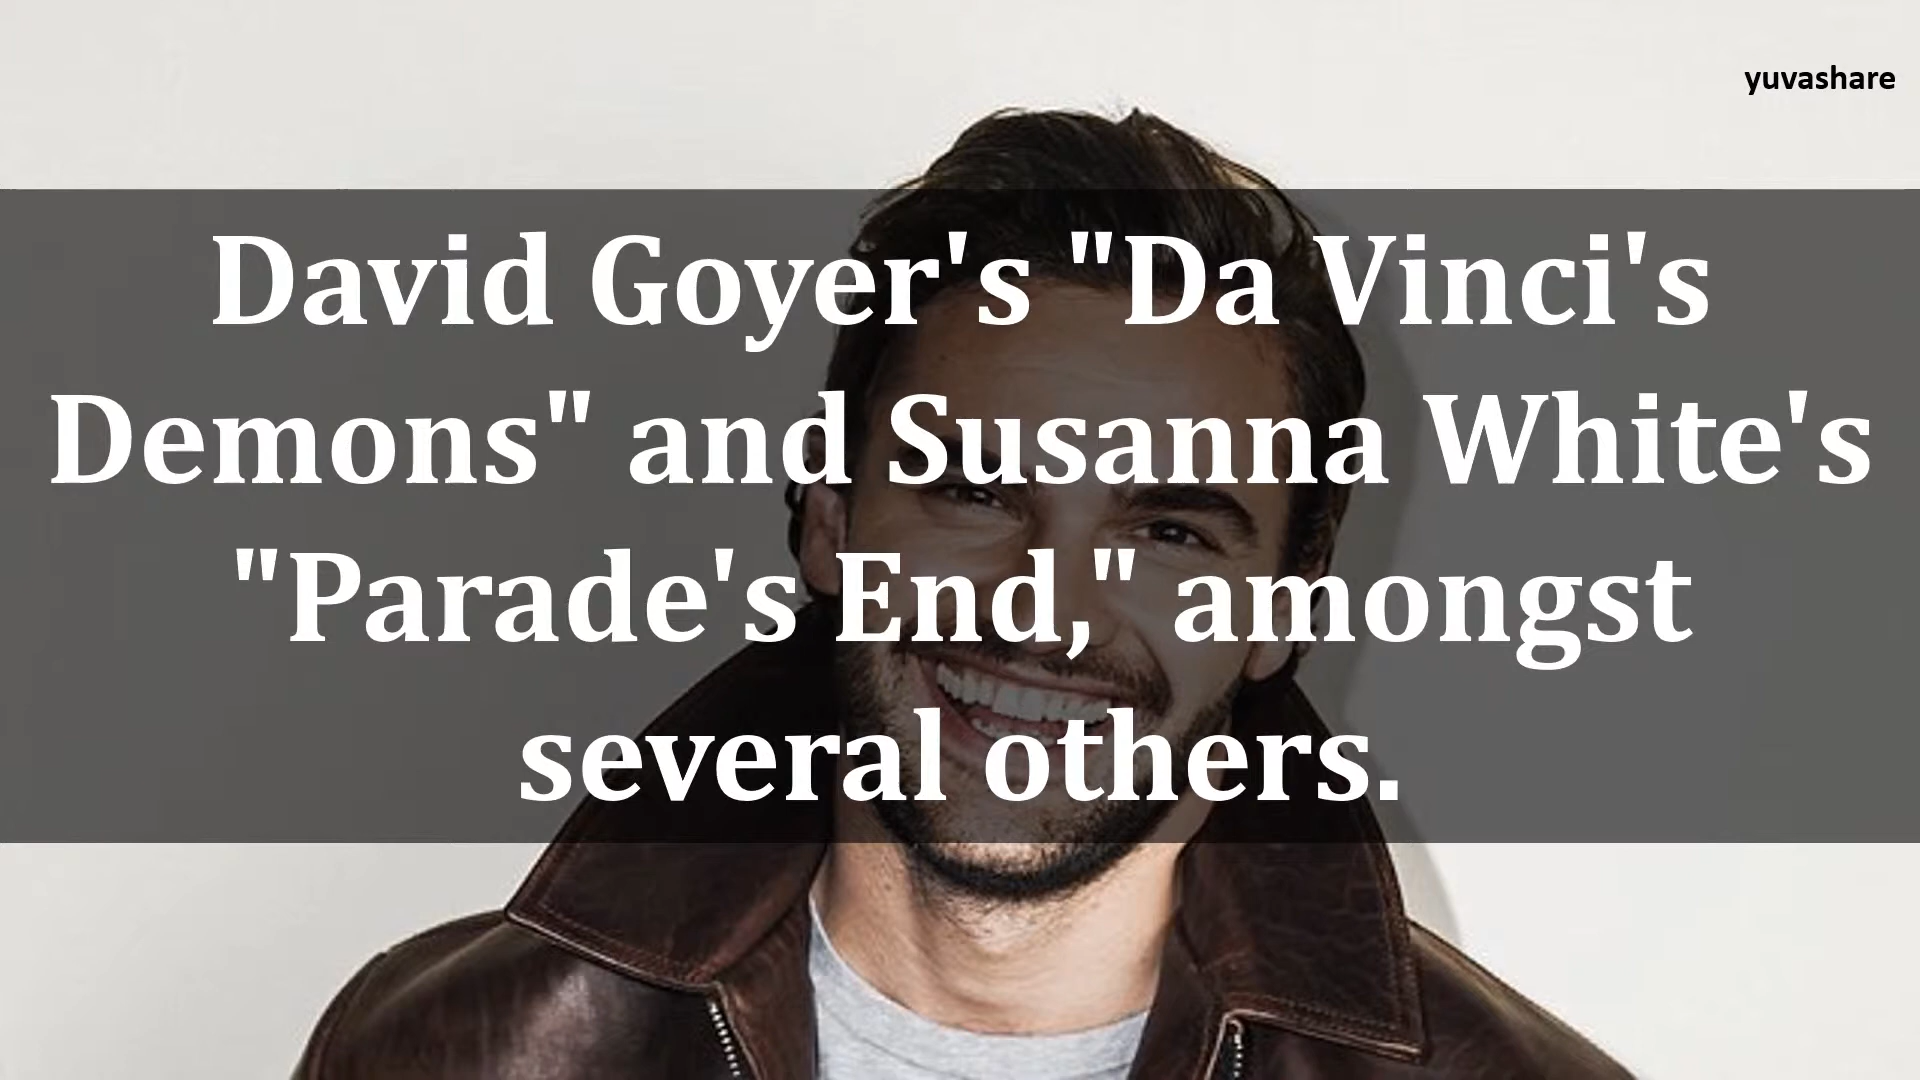 yuvashare
David Goyer's "Da Vinci's
Demons" and Susanna White's
"Parade's End," amongst
several others.